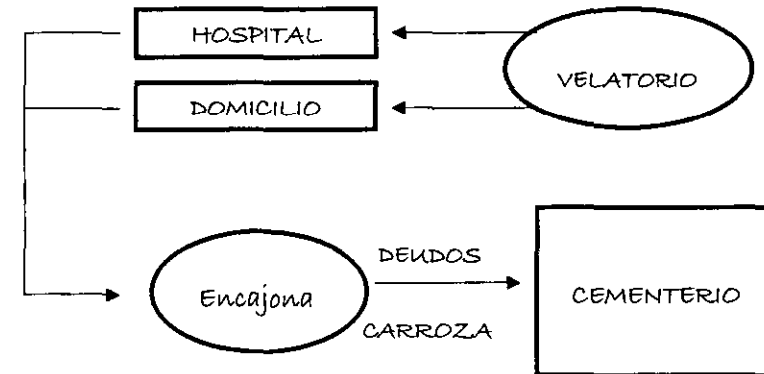 HOSPITAL
VELATORIO
DOMICILIO
DEUDOS
Encajona
CEMENTERIO
CARROZA